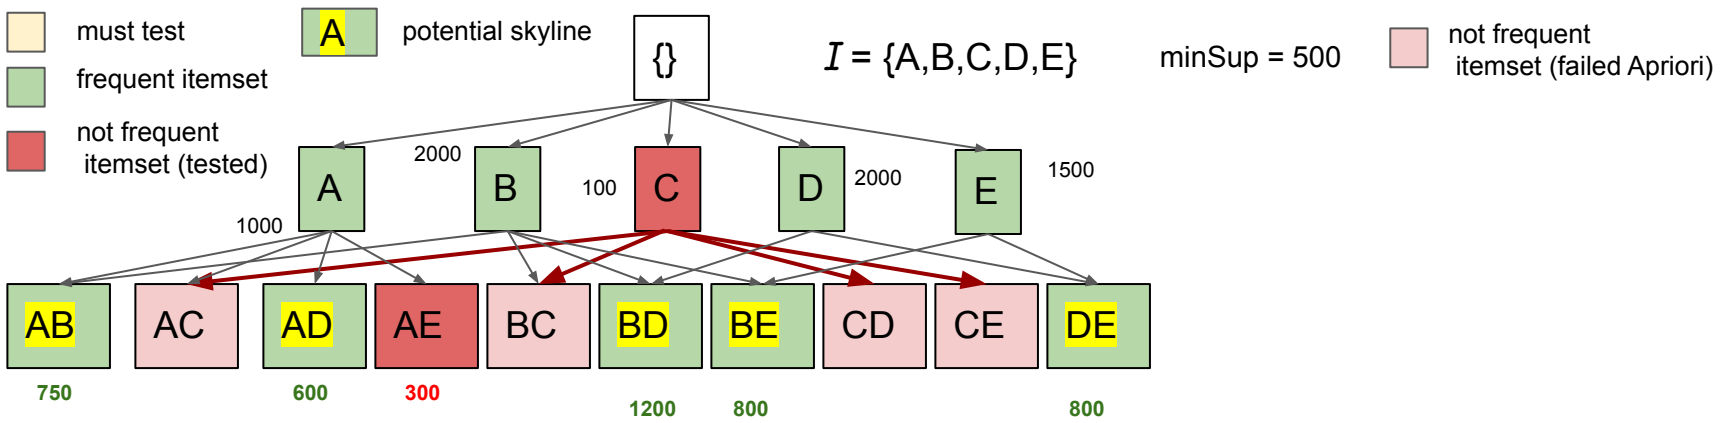 must test
A
potential skyline
{}
I = {A,B,C,D,E}
minSup = 500
not frequent
itemset (failed Apriori)
frequent itemset
not frequent
itemset (tested)
2000
100
2000
1500
A
B
C
D
E
1000
AB
AC
AD
AE
BC
BD
BE
CD
CE
DE
750
600
300
1200
800
800